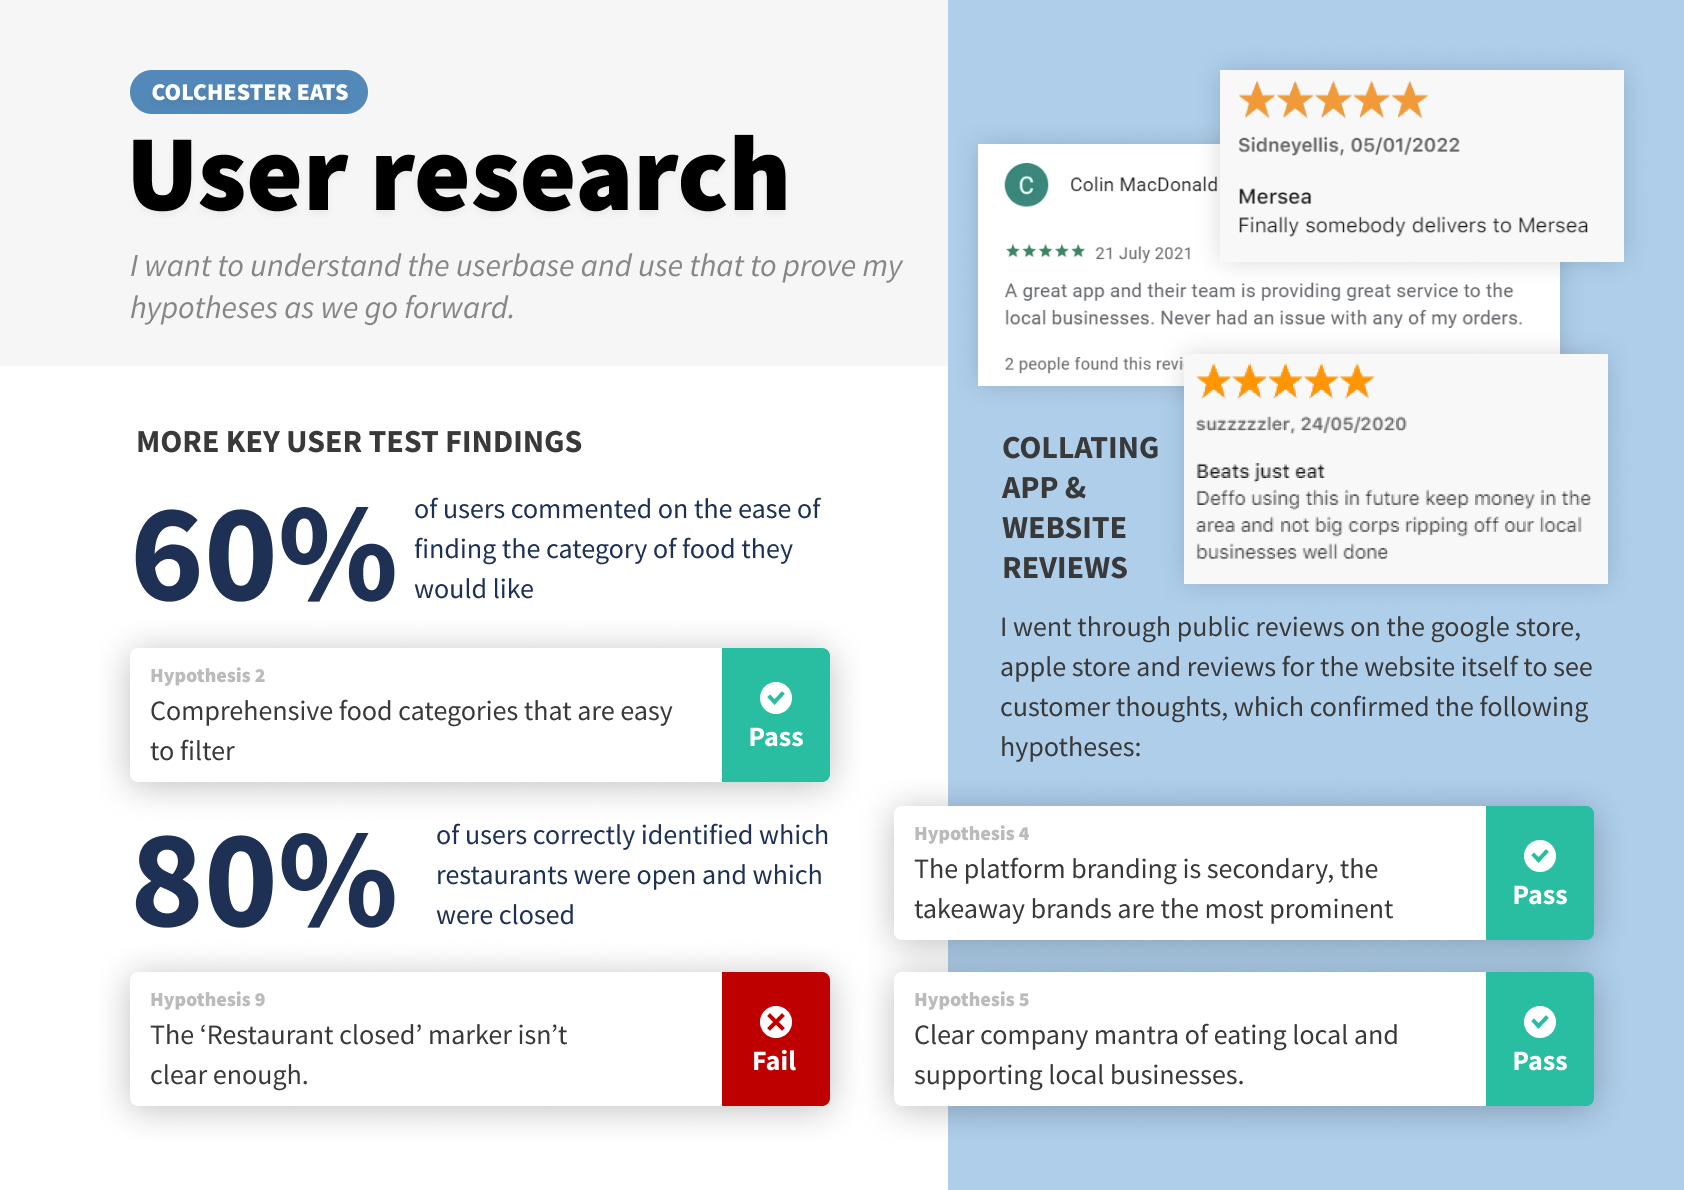 COLCHESTER EATS
User research
I want to understand the userbase and use that to prove my
hypotheses as we go forward.
MORE KEY USER TEST FINDINGS
60%
of users commented on the ease of
finding the category of food they
would like
Hypothesis 2
Comprehensive food categories that are easy
to filter
Pass
80%
of users correctly identified which
restaurants were open and which
were closed
Hypothesis 9
The ‘Restaurant closed’ marker isn’t
clear enough.
Fail
Sidneyellis, 05/01/2022
Mersea
Finally somebody delivers to Mersea
C
Colin MacDonald
21 July 2021
A great app and their team is providing great service to the
local businesses. Never had an issue with any of my orders.
2 people found this revi
suzzzzzler, 24/05/2020
Beats just eat
Deffo using this in future keep money in the
area and not big corps ripping off our local
businesses well done
COLLATING
APP &
WEBSITE
REVIEWS
I went through public reviews on the google store,
apple store and reviews for the website itself to see
customer thoughts, which confirmed the following
hypotheses:
Hypothesis 4
The platform branding is secondary, the
takeaway brands are the most prominent
Pass
Hypothesis 5
Clear company mantra of eating local and
supporting local businesses.
Pass